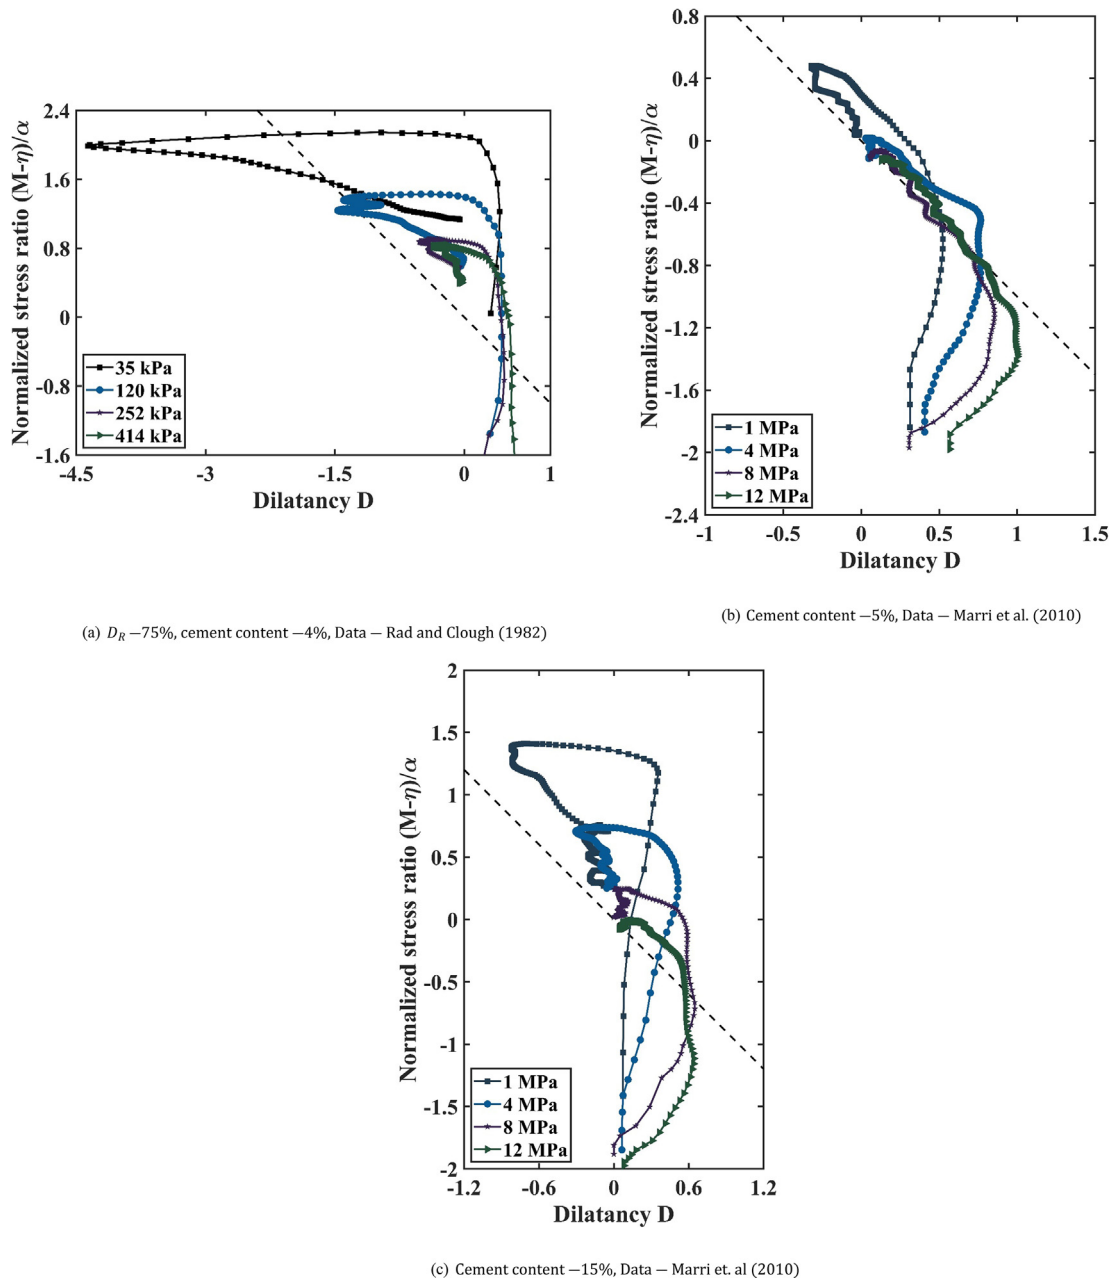 Normalized stress ratio (M-η)/α
2.4
1.6
0.8
0
-0.8
-1.6
35 kPa
120 kPa
252 kPa
414 kPa
-4.5 -3 -1.5 0 1
Dilatancy D
(a) D_R −75%, cement content −4%, Data − Rad and Clough (1982)
Normalized stress ratio (M-η)/α
0.8
0.4
0
-0.4
-0.8
-1.2
-1.6
-2
-2.4
1 MPa
4 MPa
8 MPa
12 MPa
-1 -0.5 0 0.5 1 1.5
Dilatancy D
(b) Cement content −5%, Data − Marri et al. (2010)
Normalized stress ratio (M-η)/α
2
1.5
1
0.5
0
-0.5
-1
-1.5
-2
1 MPa
4 MPa
8 MPa
12 MPa
-1.2 -0.6 0 0.6 1.2
Dilatancy D
(c) Cement content −15%, Data − Marri et. al (2010)